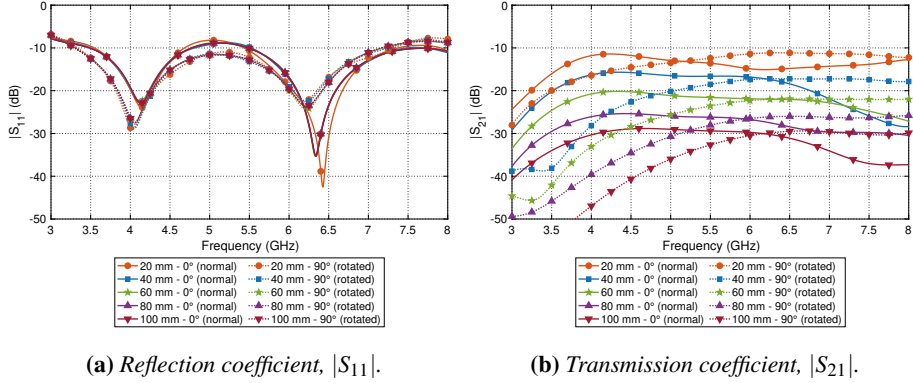 0
-10
-20
-30
-40
-50
|S11| (dB)
3 3.5 4 4.5 5 5.5 6 6.5 7 7.5 8
Frequency (GHz)
20 mm - 0° (normal) 20 mm - 90° (rotated)
40 mm - 0° (normal) 40 mm - 90° (rotated)
60 mm - 0° (normal) 60 mm - 90° (rotated)
80 mm - 0° (normal) 80 mm - 90° (rotated)
100 mm - 0° (normal) 100 mm - 90° (rotated)
(a) Reflection coefficient, |S11|.
0
-10
-20
-30
-40
-50
|S21| (dB)
3 3.5 4 4.5 5 5.5 6 6.5 7 7.5 8
Frequency (GHz)
20 mm - 0° (normal) 20 mm - 90° (rotated)
40 mm - 0° (normal) 40 mm - 90° (rotated)
60 mm - 0° (normal) 60 mm - 90° (rotated)
80 mm - 0° (normal) 80 mm - 90° (rotated)
100 mm - 0° (normal) 100 mm - 90° (rotated)
(b) Transmission coefficient, |S21|.